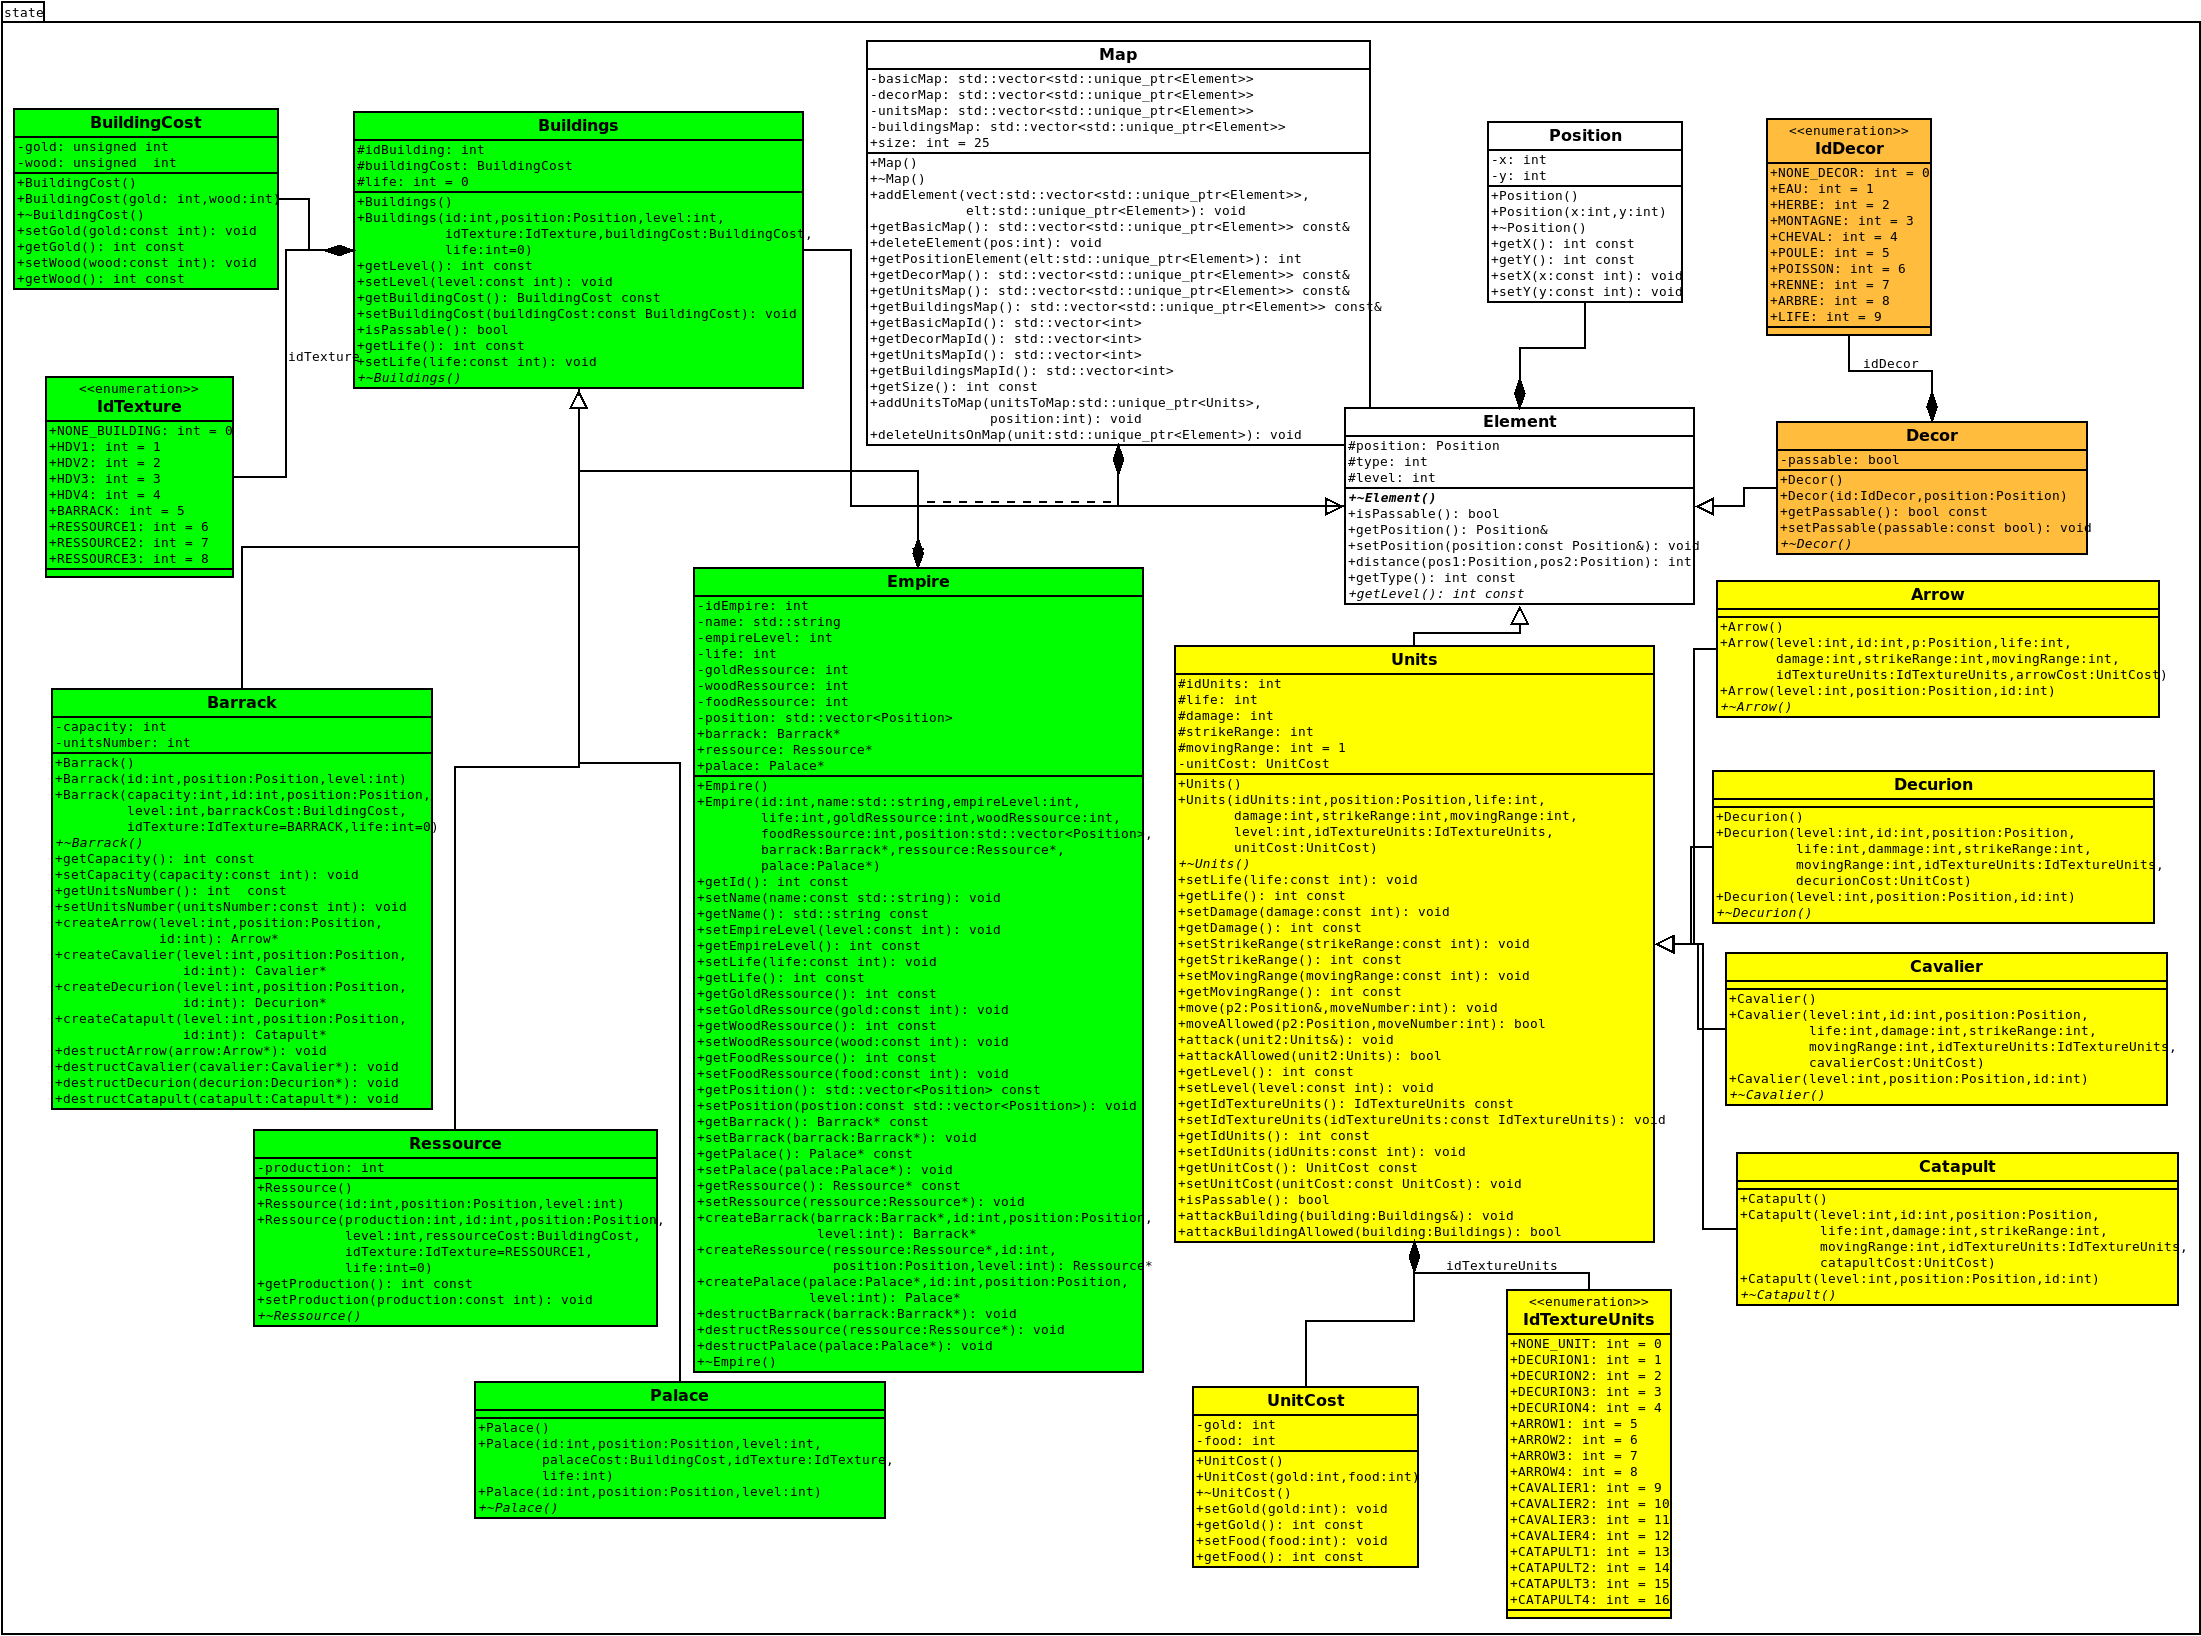 state
BuildingCost
-gold: unsigned int
-wood: unsigned  int
+BuildingCost()
+BuildingCost(gold: int,wood:int)
+~BuildingCost()
+setGold(gold:const int): void
+getGold(): int const
+setWood(wood:const int): void
+getWood(): int const
Buildings
#idBuilding: int
#buildingCost: BuildingCost
#life: int = 0
+Buildings()
+Buildings(id:int,position:Position,level:int,
idTexture:IdTexture,buildingCost:BuildingCost,
life:int=0)
+getLevel(): int const
+setLevel(level:const int): void
+getBuildingCost(): BuildingCost const
+setBuildingCost(buildingCost:const BuildingCost): void
+isPassable(): bool
+getLife(): int const
+setLife(life:const int): void
+~Buildings()
idTexture
Map
-basicMap: std::vector<std::unique_ptr<Element>>
-decorMap: std::vector<std::unique_ptr<Element>>
-unitsMap: std::vector<std::unique_ptr<Element>>
-buildingsMap: std::vector<std::unique_ptr<Element>>
+size: int = 25
+Map()
+~Map()
+addElement(vect:std::vector<std::unique_ptr<Element>>,
elt:std::unique_ptr<Element>): void
+getBasicMap(): std::vector<std::unique_ptr<Element>> const&
+deleteElement(pos:int): void
+getPositionElement(elt:std::unique_ptr<Element>): int
+getDecorMap(): std::vector<std::unique_ptr<Element>> const&
+getUnitsMap(): std::vector<std::unique_ptr<Element>> const&
+getBuildingsMap(): std::vector<std::unique_ptr<Element>> const&
+getBasicMapId(): std::vector<int>
+getDecorMapId(): std::vector<int>
+getUnitsMapId(): std::vector<int>
+getBuildingsMapId(): std::vector<int>
+getSize(): int const
+addUnitsToMap(unitsToMap:std::unique_ptr<Units>,
position:int): void
+deleteUnitsOnMap(unit:std::unique_ptr<Element>): void
Position
-x: int
-y: int
+Position()
+Position(x:int,y:int)
+~Position()
+getX(): int const
+getY(): int const
+setX(x:const int): void
+setY(y:const int): void
<<enumeration>>
IdDecor
+NONE_DECOR: int = 0
+EAU: int = 1
+HERBE: int = 2
+MONTAGNE: int = 3
+CHEVAL: int = 4
+POULE: int = 5
+POISSON: int = 6
+RENNE: int = 7
+ARBRE: int = 8
+LIFE: int = 9
idDecor
<<enumeration>>
IdTexture
+NONE_BUILDING: int = 0
+HDV1: int = 1
+HDV2: int = 2
+HDV3: int = 3
+HDV4: int = 4
+BARRACK: int = 5
+RESSOURCE1: int = 6
+RESSOURCE2: int = 7
+RESSOURCE3: int = 8
Element
#position: Position
#type: int
#level: int
+~Element()
+isPassable(): bool
+getPosition(): Position&
+setPosition(position:const Position&): void
+distance(pos1:Position,pos2:Position): int
+getType(): int const
+getLevel(): int const
Decor
-passable: bool
+Decor()
+Decor(id:IdDecor,position:Position)
+getPassable(): bool const
+setPassable(passable:const bool): void
+~Decor()
Barrack
-capacity: int
-unitsNumber: int
+Barrack()
+Barrack(id:int,position:Position,level:int)
+Barrack(capacity:int,id:int,position:Position,
level:int,barrackCost:BuildingCost,
idTexture:IdTexture=BARRACK,life:int=0)
+~Barrack()
+getCapacity(): int const
+setCapacity(capacity:const int): void
+getUnitsNumber(): int  const
+setUnitsNumber(unitsNumber:const int): void
+createArrow(level:int,position:Position,
id:int): Arrow*
+createCavalier(level:int,position:Position,
id:int): Cavalier*
+createDecurion(level:int,position:Position,
id:int): Decurion*
+createCatapult(level:int,position:Position,
id:int): Catapult*
+destructArrow(arrow:Arrow*): void
+destructCavalier(cavalier:Cavalier*): void
+destructDecurion(decurion:Decurion*): void
+destructCatapult(catapult:Catapult*): void
Empire
-idEmpire: int
-name: std::string
-empireLevel: int
-life: int
-goldRessource: int
-woodRessource: int
-foodRessource: int
-position: std::vector<Position>
+barrack: Barrack*
+ressource: Ressource*
+palace: Palace*
+Empire()
+Empire(id:int,name:std::string,empireLevel:int,
life:int,goldRessource:int,woodRessource:int,
foodRessource:int,position:std::vector<Position>,
barrack:Barrack*,ressource:Ressource*,
palace:Palace*)
+getId(): int const
+setName(name:const std::string): void
+getName(): std::string const
+setEmpireLevel(level:const int): void
+getEmpireLevel(): int const
+setLife(life:const int): void
+getLife(): int const
+getGoldRessource(): int const
+setGoldRessource(gold:const int): void
+getWoodRessource(): int const
+setWoodRessource(wood:const int): void
+getFoodRessource(): int const
+setFoodRessource(food:const int): void
+getPosition(): std::vector<Position> const
+setPosition(postion:const std::vector<Position>): void
+getBarrack(): Barrack* const
+setBarrack(barrack:Barrack*): void
+getPalace(): Palace* const
+setPalace(palace:Palace*): void
+getRessource(): Ressource* const
+setRessource(ressource:Ressource*): void
+createBarrack(barrack:Barrack*,id:int,position:Position,
level:int): Barrack*
+createRessource(ressource:Ressource*,id:int,
position:Position,level:int): Ressource*
+createPalace(palace:Palace*,id:int,position:Position,
level:int): Palace*
+destructBarrack(barrack:Barrack*): void
+destructRessource(ressource:Ressource*): void
+destructPalace(palace:Palace*): void
+~Empire()
Units
#idUnits: int
#life: int
#damage: int
#strikeRange: int
#movingRange: int = 1
-unitCost: UnitCost
+Units()
+Units(idUnits:int,position:Position,life:int,
damage:int,strikeRange:int,movingRange:int,
level:int,idTextureUnits:IdTextureUnits,
unitCost:UnitCost)
+~Units()
+setLife(life:const int): void
+getLife(): int const
+setDamage(damage:const int): void
+getDamage(): int const
+setStrikeRange(strikeRange:const int): void
+getStrikeRange(): int const
+setMovingRange(movingRange:const int): void
+getMovingRange(): int const
+move(p2:Position&,moveNumber:int): void
+moveAllowed(p2:Position,moveNumber:int): bool
+attack(unit2:Units&): void
+attackAllowed(unit2:Units): bool
+getLevel(): int const
+setLevel(level:const int): void
+getIdTextureUnits(): IdTextureUnits const
+setIdTextureUnits(idTextureUnits:const IdTextureUnits): void
+getIdUnits(): int const
+setIdUnits(idUnits:const int): void
+getUnitCost(): UnitCost const
+setUnitCost(unitCost:const UnitCost): void
+isPassable(): bool
+attackBuilding(building:Buildings&): void
+attackBuildingAllowed(building:Buildings): bool
Arrow
+Arrow()
+Arrow(level:int,id:int,p:Position,life:int,
damage:int,strikeRange:int,movingRange:int,
idTextureUnits:IdTextureUnits,arrowCost:UnitCost)
+Arrow(level:int,position:Position,id:int)
+~Arrow()
Decurion
+Decurion()
+Decurion(level:int,id:int,position:Position,
life:int,dammage:int,strikeRange:int,
movingRange:int,idTextureUnits:IdTextureUnits,
decurionCost:UnitCost)
+Decurion(level:int,position:Position,id:int)
+~Decurion()
Cavalier
+Cavalier()
+Cavalier(level:int,id:int,position:Position,
life:int,damage:int,strikeRange:int,
movingRange:int,idTextureUnits:IdTextureUnits,
cavalierCost:UnitCost)
+Cavalier(level:int,position:Position,id:int)
+~Cavalier()
Catapult
+Catapult()
+Catapult(level:int,id:int,position:Position,
life:int,damage:int,strikeRange:int,
movingRange:int,idTextureUnits:IdTextureUnits,
catapultCost:UnitCost)
+Catapult(level:int,position:Position,id:int)
+~Catapult()
Ressource
-production: int
+Ressource()
+Ressource(id:int,position:Position,level:int)
+Ressource(production:int,id:int,position:Position,
level:int,ressourceCost:BuildingCost,
idTexture:IdTexture=RESSOURCE1,
life:int=0)
+getProduction(): int const
+setProduction(production:const int): void
+~Ressource()
Palace
+Palace()
+Palace(id:int,position:Position,level:int,
palaceCost:BuildingCost,idTexture:IdTexture,
life:int)
+Palace(id:int,position:Position,level:int)
+~Palace()
idTextureUnits
UnitCost
-gold: int
-food: int
+UnitCost()
+UnitCost(gold:int,food:int)
+~UnitCost()
+setGold(gold:int): void
+getGold(): int const
+setFood(food:int): void
+getFood(): int const
<<enumeration>>
IdTextureUnits
+NONE_UNIT: int = 0
+DECURION1: int = 1
+DECURION2: int = 2
+DECURION3: int = 3
+DECURION4: int = 4
+ARROW1: int = 5
+ARROW2: int = 6
+ARROW3: int = 7
+ARROW4: int = 8
+CAVALIER1: int = 9
+CAVALIER2: int = 10
+CAVALIER3: int = 11
+CAVALIER4: int = 12
+CATAPULT1: int = 13
+CATAPULT2: int = 14
+CATAPULT3: int = 15
+CATAPULT4: int = 16